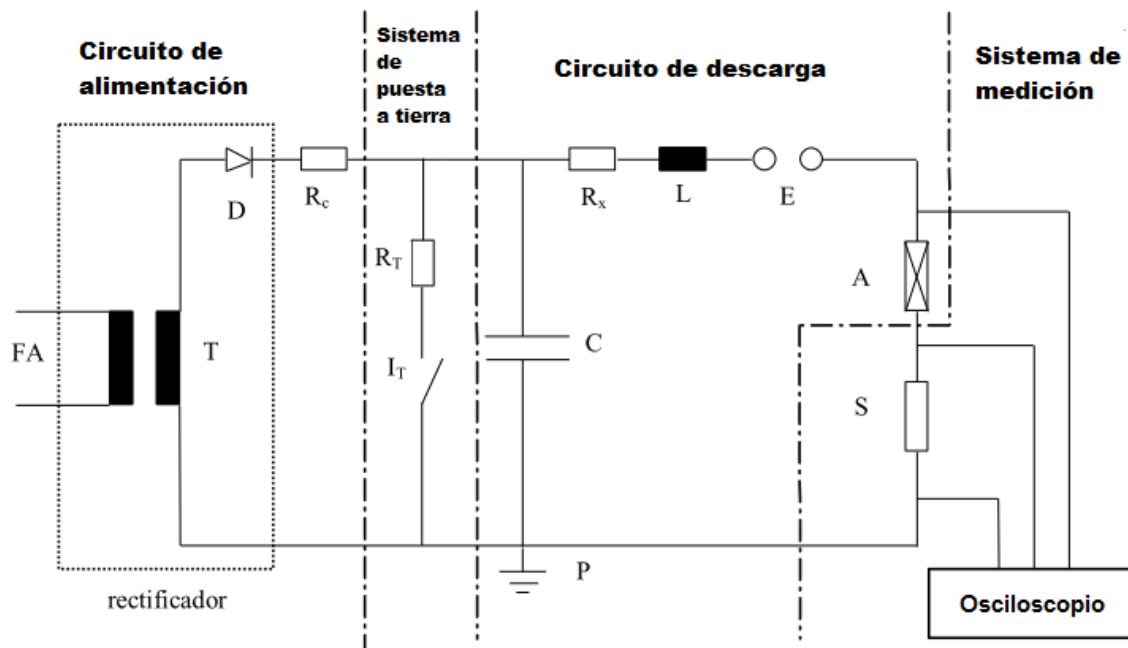 Circuito de
alimentación
Sistema
de
puesta
a tierra
Circuito de descarga
Sistema de
medición
D
Rc
Rx
L
E
RT
A
FA
T
IT
C
S
P
rectificador
Osciloscopio